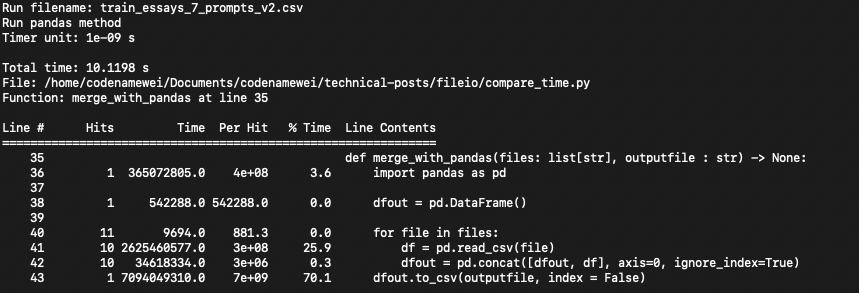 Run filename: train_essays_7_prompts_v2.csv
Run pandas method
Timer unit: 1e-09 s
Total time: 10.1198 s
File: /home/codenamewei/Documents/codenamewei/technical-posts/fileio/compare_time.py
Function: merge_with_pandas at line 35
Line #      Hits         Time  Per Hit   % Time  Line Contents
==============================================================
    35                                           def merge_with_pandas(files: list[str], outputfile : str) -> None:
    36         1  365072805.0    4e+08      3.6      import pandas as pd
    37
    38         1     542288.0 542288.0      0.0      dfout = pd.DataFrame()
    39
    40        11       9694.0    881.3      0.0      for file in files:
    41        10 2625460577.0    3e+08     25.9          df = pd.read_csv(file)
    42        10   34618334.0    3e+06      0.3          dfout = pd.concat([dfout, df], axis=0, ignore_index=True)
    43         1 7094049310.0    7e+09     70.1      dfout.to_csv(outputfile, index = False)